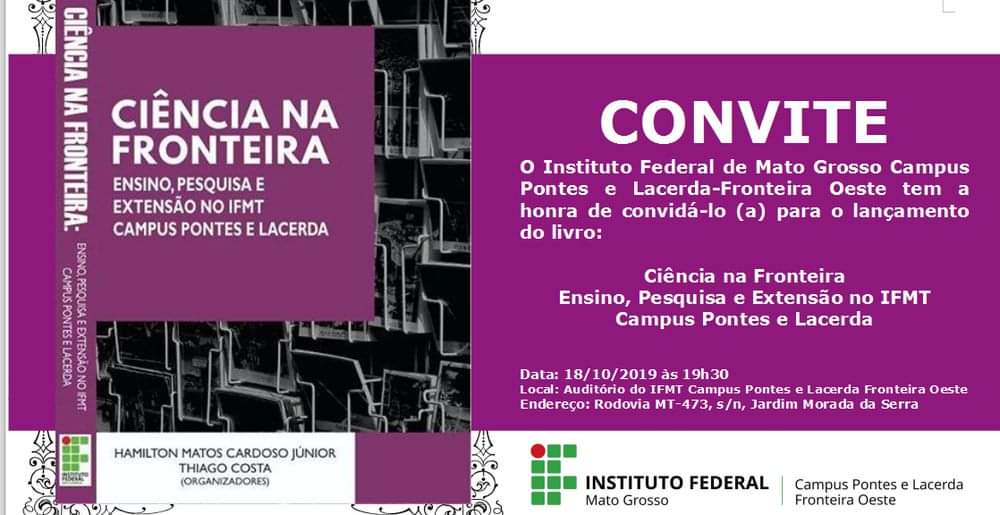 CIÊNCIA NA FRONTEIRA:
ENSINO, PESQUISA E EXTENSÃO NO IFMT
CAMPUS PONTES E LACERDA
INSTITUTO
FEDERAL
CIÊNCIA NA
FRONTEIRA
ENSINO, PESQUISA E
EXTENSÃO NO IFMT
CAMPUS PONTES E LACERDA
HAMILTON MATOS CARDOSO JÚNIOR
THIAGO COSTA
(ORGANIZADORES)
CONVITE
O Instituto Federal de Mato Grosso Campus
Pontes e Lacerda-Fronteira Oeste tem a
honra de convidá-lo (a) para o lançamento
do livro:
Ciência na Fronteira
Ensino, Pesquisa e Extensão no IFMT
Campus Pontes e Lacerda
Data: 18/10/2019 às 19h30
Local: Auditório do IFMT Campus Pontes e Lacerda Fronteira Oeste
Endereço: Rodovia MT-473, s/n, Jardim Morada da Serra
INSTITUTO FEDERAL
Mato Grosso
Campus Pontes e Lacerda
Fronteira Oeste